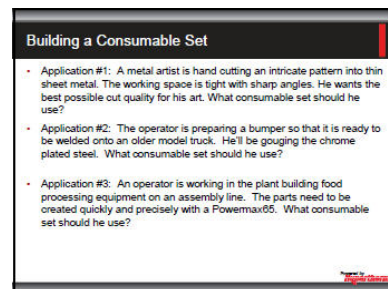 Building a Consumable Set
• Application #1: A metal artist is hand cutting an intricate pattern into thin
sheet metal. The working space is tight with sharp angles. He wants the
best possible cut quality for his art. What consumable set should he
use?
• Application #2: The operator is preparing a bumper so that it is ready to
be welded onto an older model truck. He'll be gouging the chrome
plated steel. What consumable set should he use?
• Application #3: An operator is working in the plant building food
processing equipment on an assembly line. The parts need to be
created quickly and precisely with a Powermax65. What consumable
set should he use?
Powered by
Hypertherm